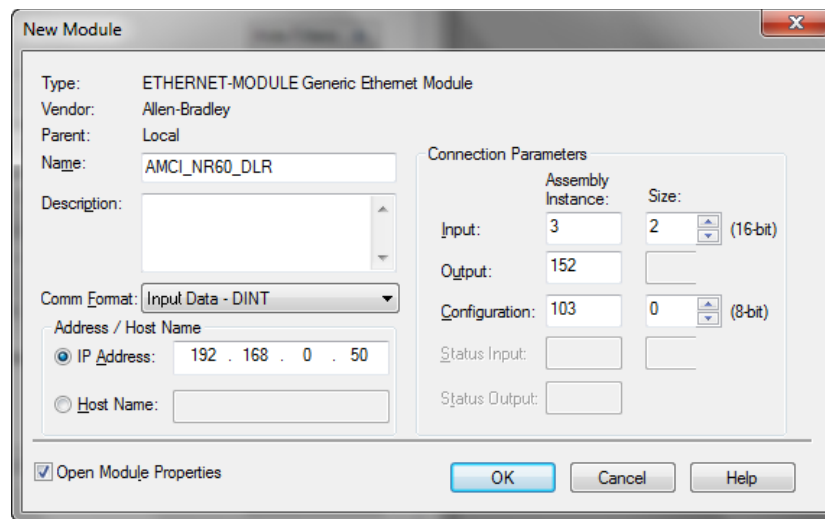 New Module
Type: ETHERNET-MODULE Generic Ethernet Module
Vendor: Allen-Bradley
Parent: Local
Name: AMCI_NR60_DLR
Description:
Comm Format: Input Data - DINT
Address / Host Name
IP Address: 192 . 168 . 0 . 50
Host Name:
Connection Parameters
Assembly
Instance: Size:
Input: 3 2 (16-bit)
Output: 152
Configuration: 103 0 (8-bit)
Status Input:
Status Output:
Open Module Properties
OK Cancel Help